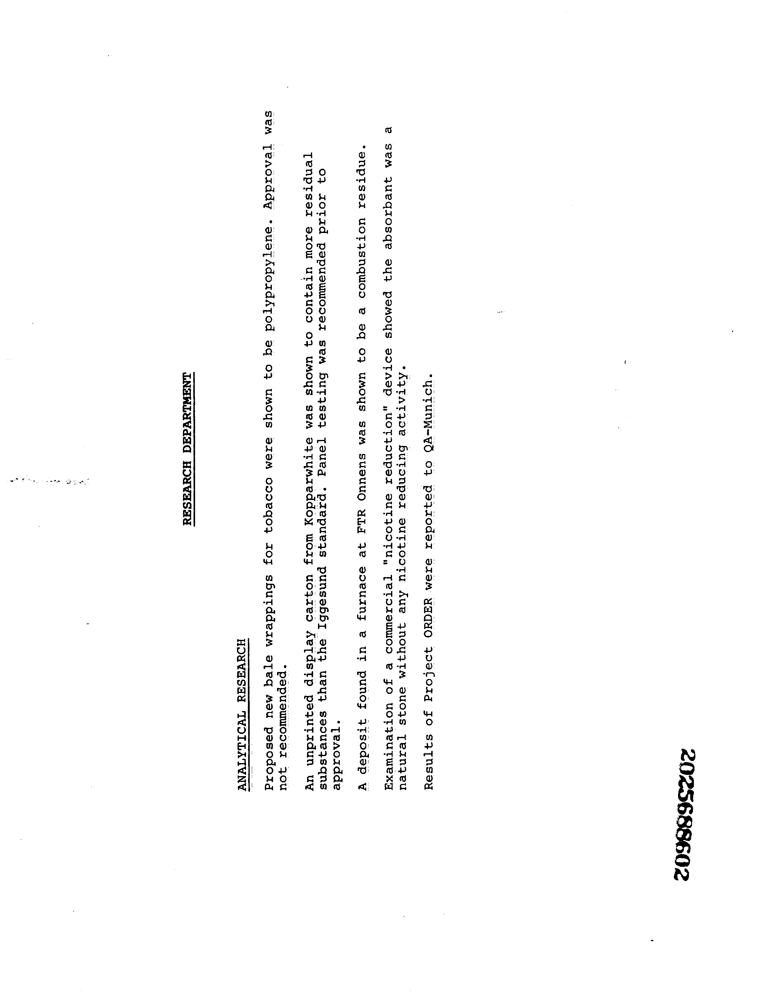 RESEARCH DEPARTMENT
ANALYTICAL RESEARCH
Proposed new bale wrappings for tobacco were shown to be polypropylene. Approval was
not recommended.
An unprinted display carton from Kopparwhite was shown to contain more residual
substances than the Iggesund standard. Panel testing was recommended prior to
approval.
A deposit found in a furnace at FTR Onnens was shown to be a combustion residue.
Examination of a commercial "nicotine reduction" device showed the absorbant was a
natural stone without any nicotine reducing activity.
Results of Project ORDER were reported to QA-Munich.
2025688602